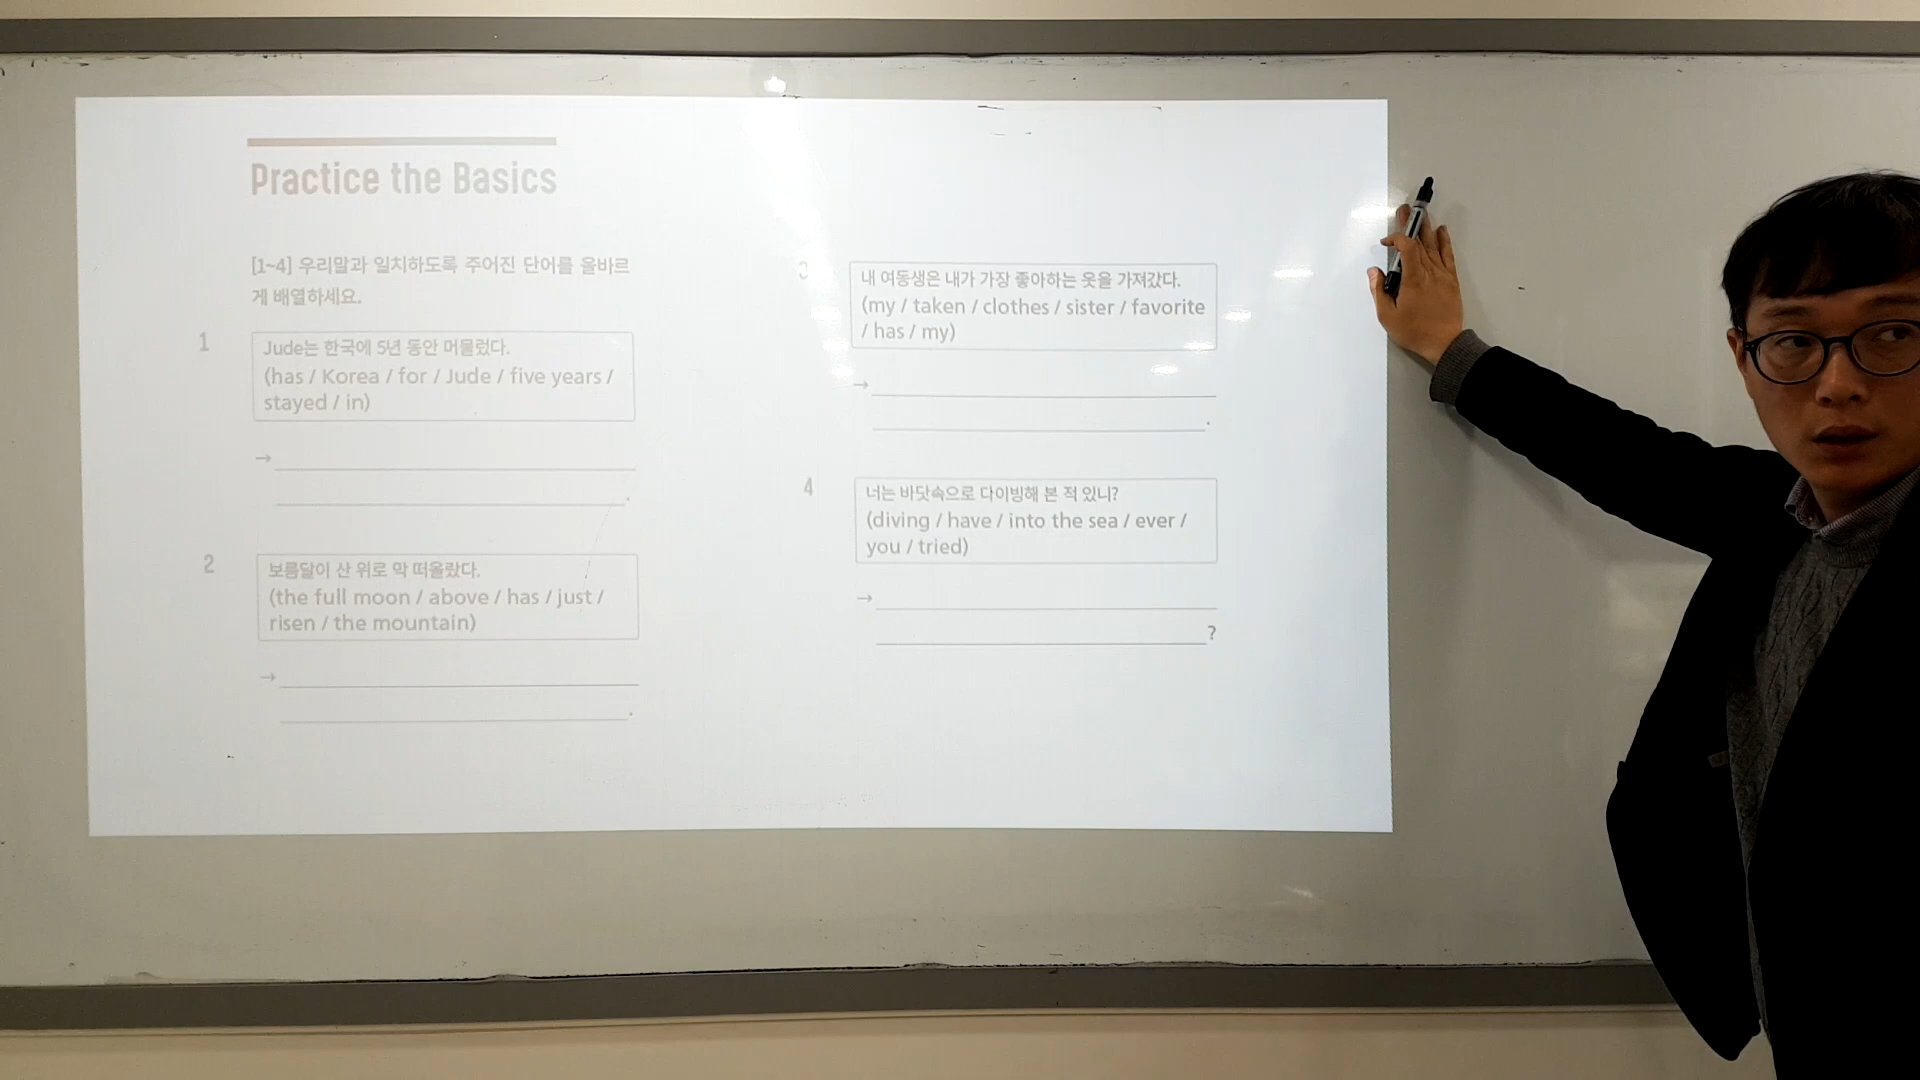 Practice the Basics
[1~4] 우리말과 일치하도록 주어진 단어를 올바르
게 배열하세요.
1
Jude는 한국에 5년 동안 머물렀다.
(has / Korea / for / Jude / five years /
stayed / in)
→
.
2
보름달이 산 위로 막 떠올랐다.
(the full moon / above / has / just /
risen / the mountain)
→
.
3
내 여동생은 내가 가장 좋아하는 옷을 가져갔다.
(my / taken / clothes / sister / favorite
/ has / my)
→
.
4
너는 바닷속으로 다이빙해 본 적 있니?
(diving / have / into the sea / ever /
you / tried)
→
?